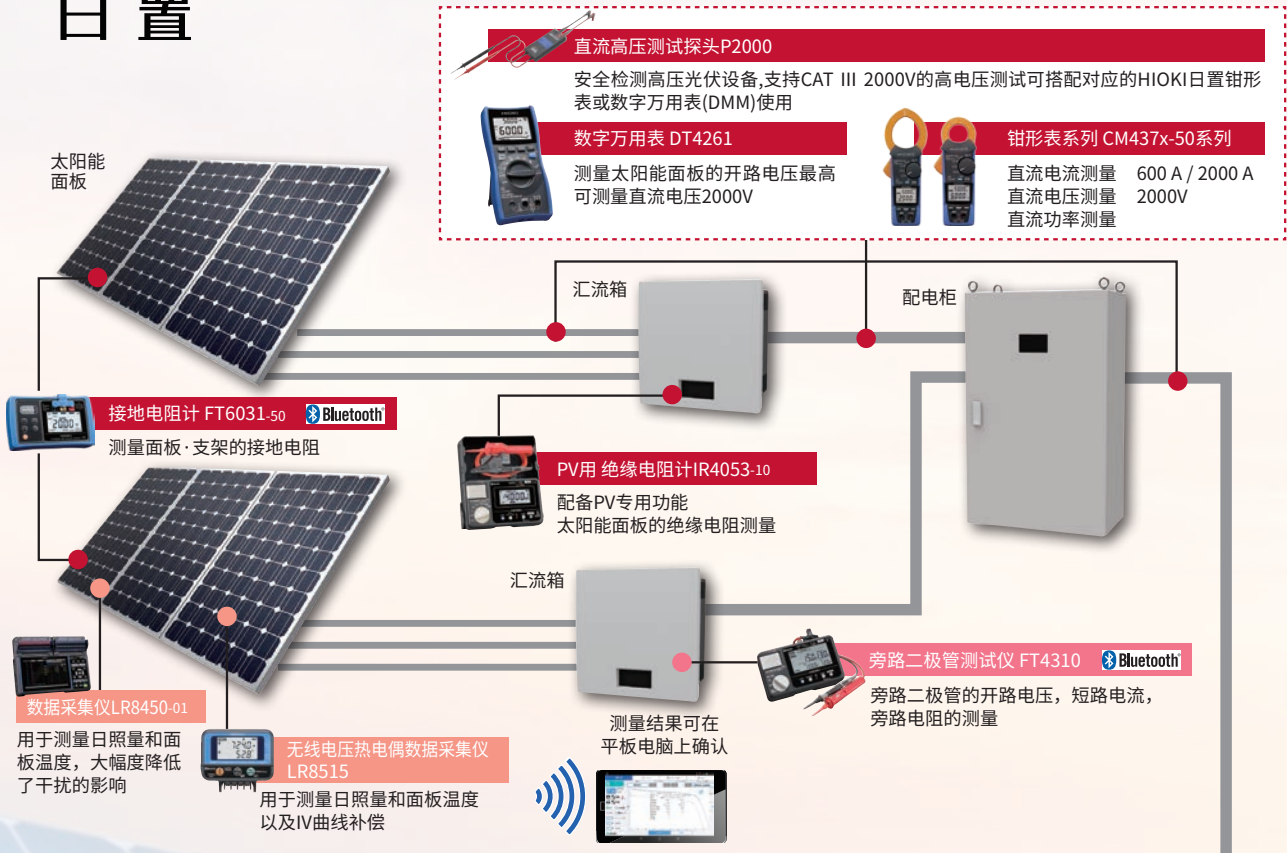 日置
直流高压测试探头P2000
安全检测高压光伏设备,支持CAT III 2000V的高电压测试可搭配对应的HIOKI日置钳形
表或数字万用表(DMM)使用
数字万用表 DT4261
测量太阳能面板的开路电压最高
可测量直流电压2000V
钳形表系列 CM437x-50系列
直流电流测量 600 A / 2000 A
直流电压测量 2000V
直流功率测量
太阳能
面板
汇流箱
配电柜
接地电阻计 FT6031-50 Bluetooth
测量面板·支架的接地电阻
PV用 绝缘电阻计IR4053-10
配备PV专用功能
太阳能面板的绝缘电阻测量
汇流箱
旁路二极管测试仪 FT4310 Bluetooth
旁路二极管的开路电压，短路电流，
旁路电阻的测量
数据采集仪LR8450-01
用于测量日照量和面
板温度，大幅度降低
了干扰的影响
无线电压热电偶数据采集仪
LR8515
用于测量日照量和面板温度
以及IV曲线补偿
测量结果可在
平板电脑上确认